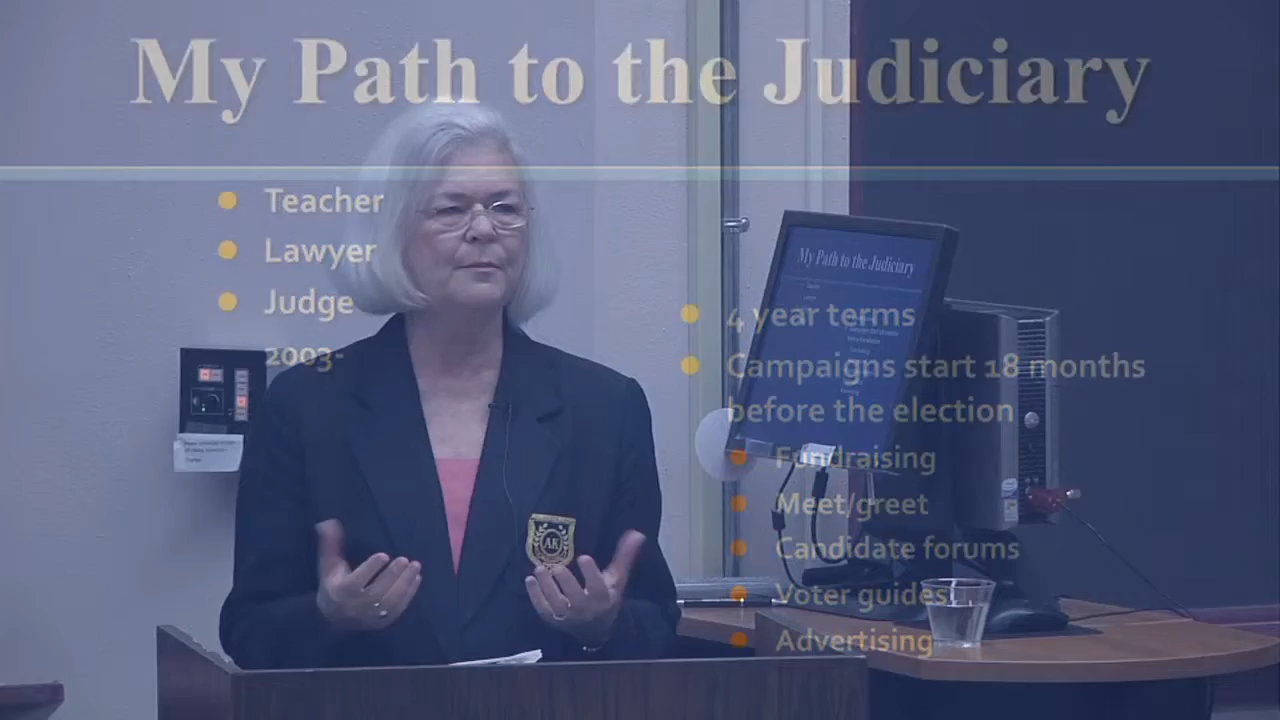 My Path to the Judiciary
Teacher
Lawyer
Judge
2003-
4 year terms
Campaigns start 18 months
before the election
Fundraising
Meet/greet
Candidate forums
Voter guides
Advertising
My Path to the Judiciary
AK